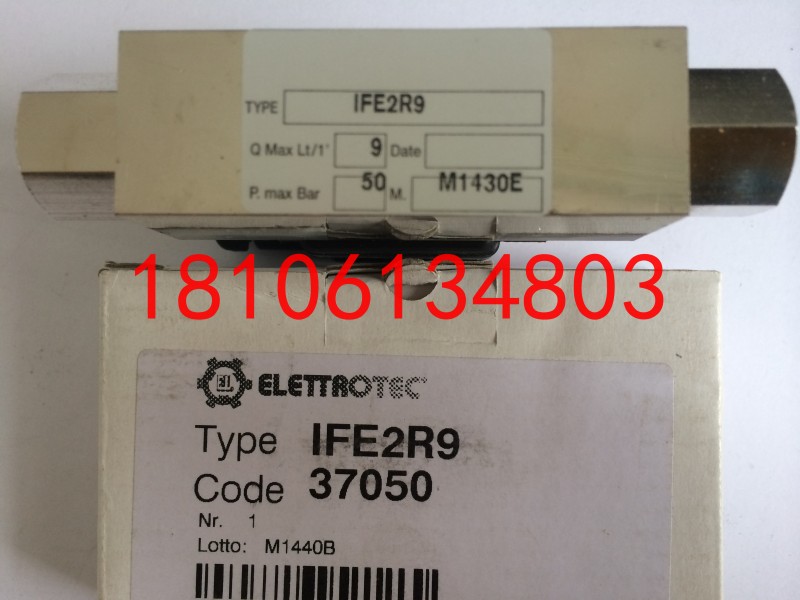 TYPE IFE2R9
Q Max Lt/1' 9 Date
P. max Bar 50 M. M1430E
18106134803
ELETTROTEC
Type IFE2R9
Code 37050
Nr. 1
Lotto: M1440B